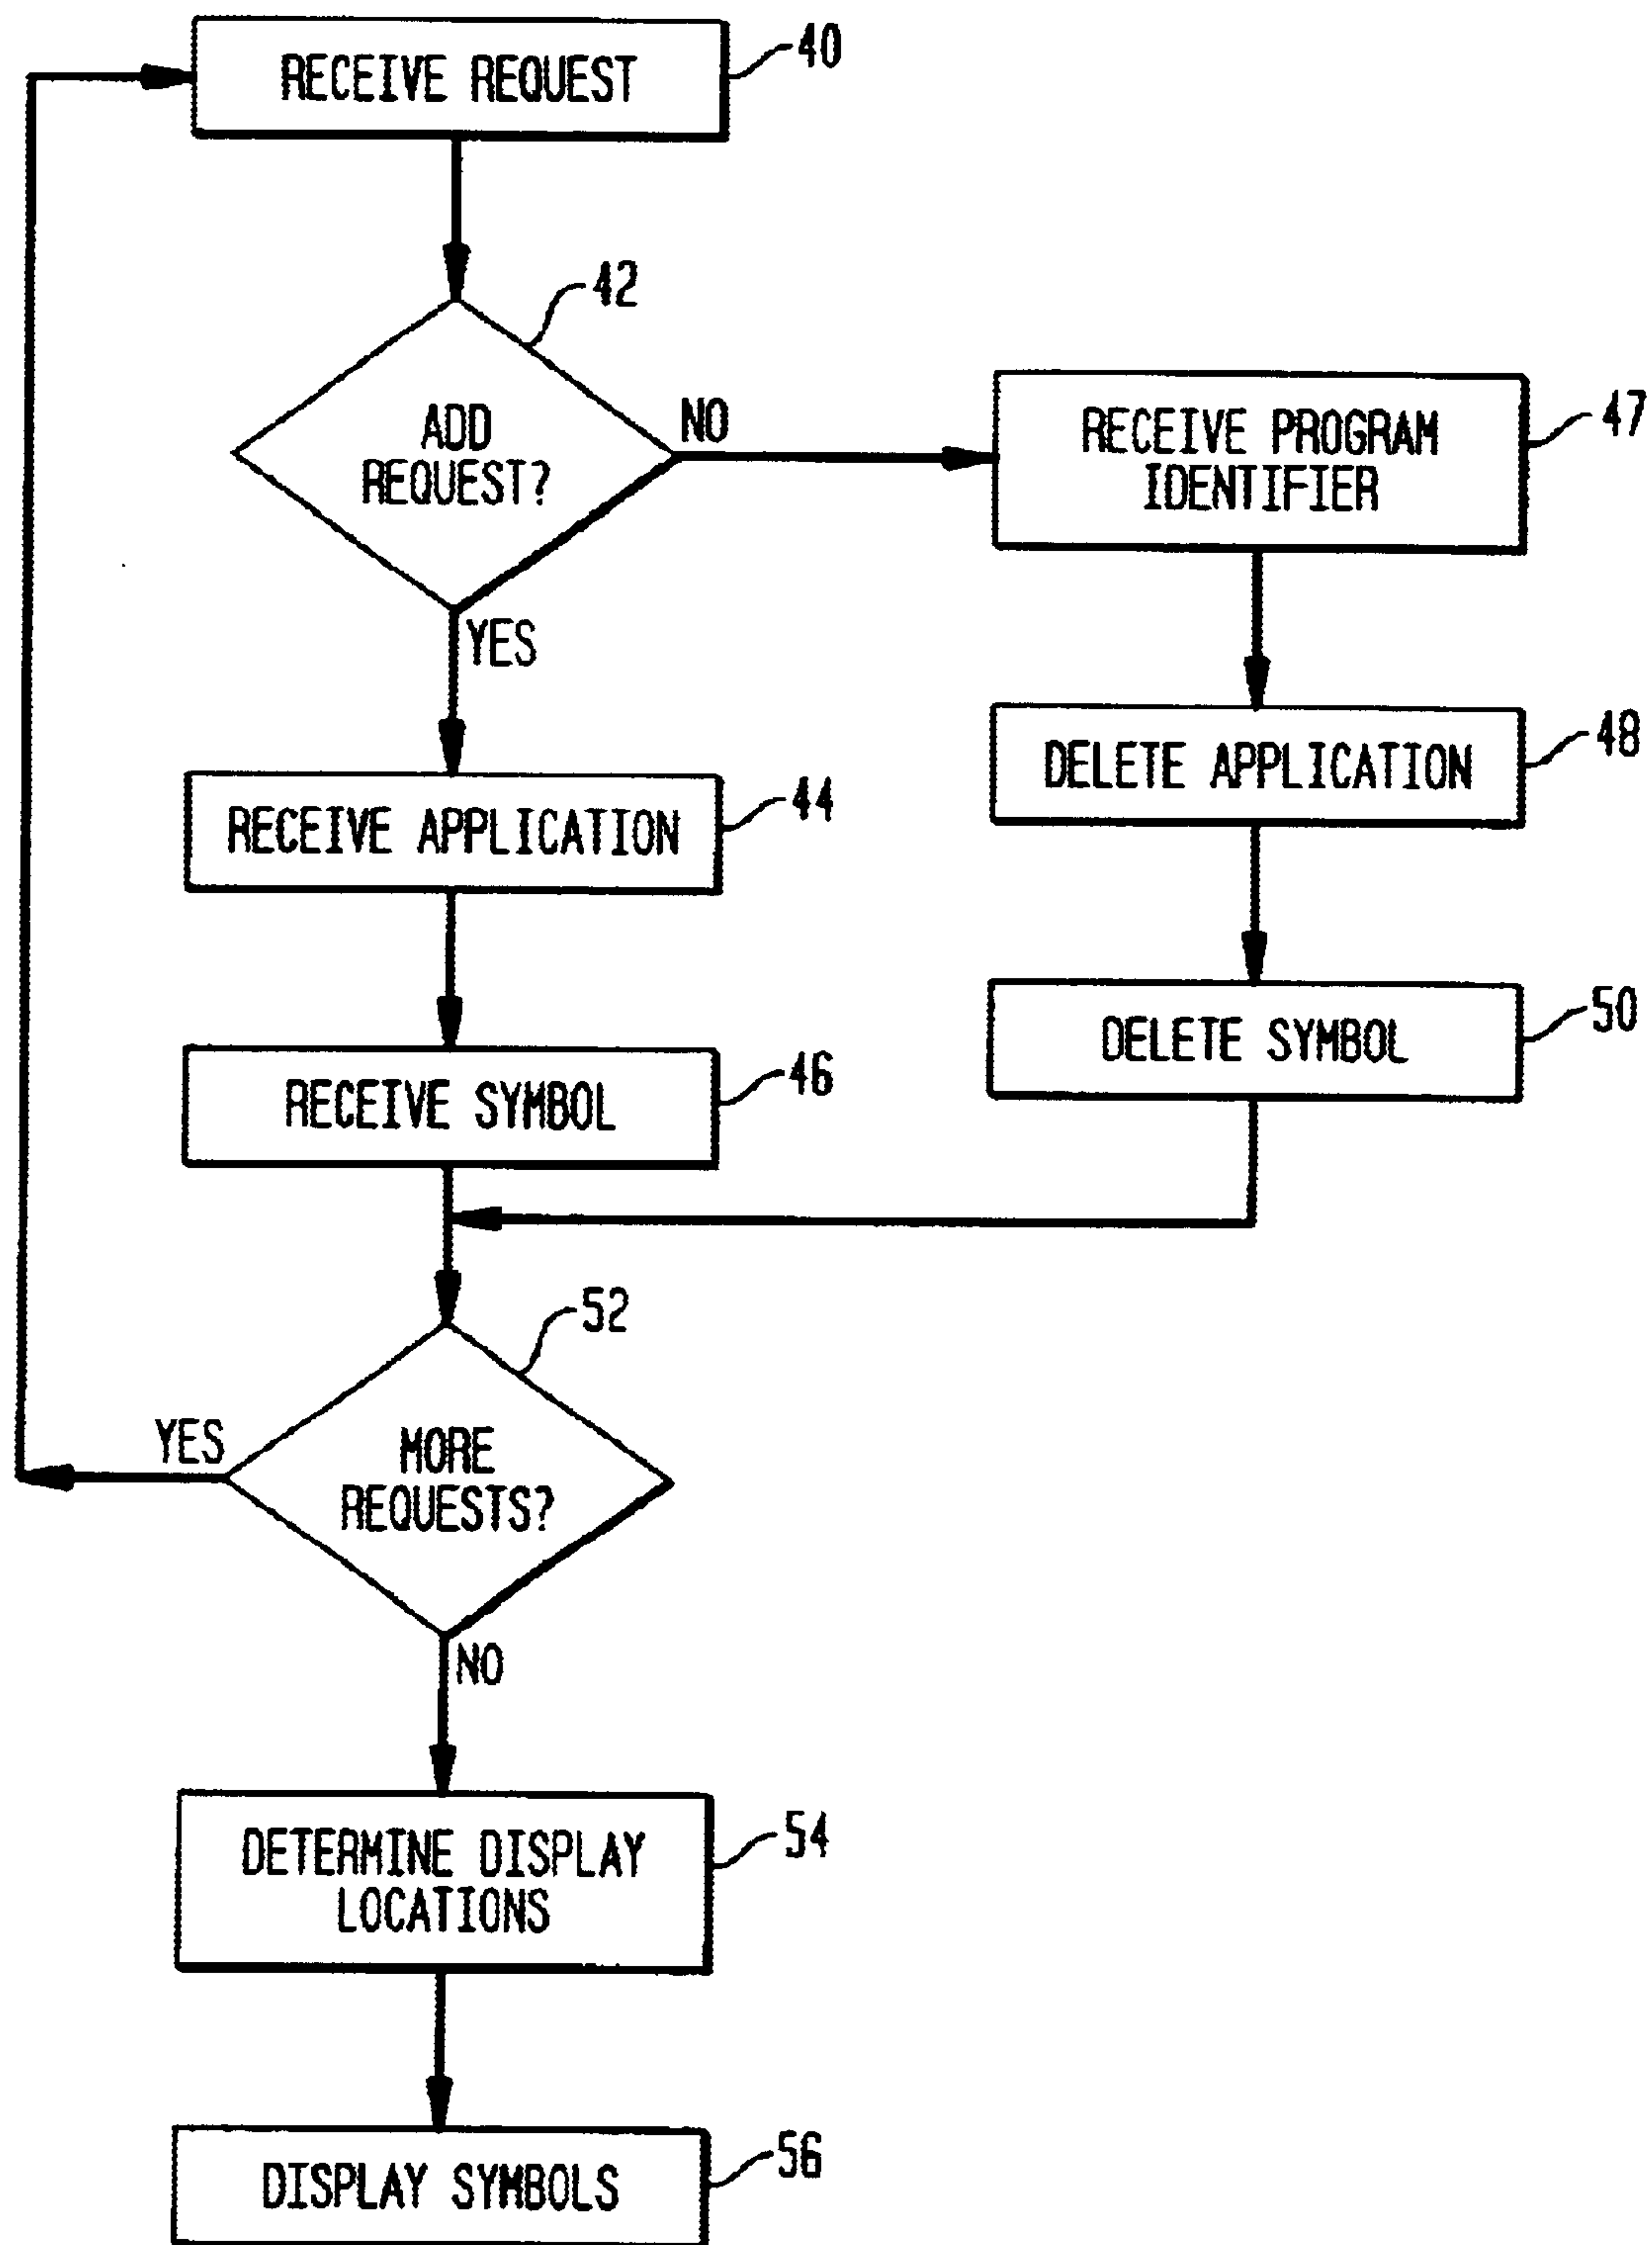 RECEIVE REQUEST
40
42
ADD
REQUEST?
NO
YES
RECEIVE PROGRAM
IDENTIFIER
47
DELETE APPLICATION
48
RECEIVE APPLICATION
44
DELETE SYMBOL
50
RECEIVE SYMBOL
46
52
MORE
REQUESTS?
YES
NO
DETERMINE DISPLAY
LOCATIONS
54
DISPLAY SYMBOLS
56